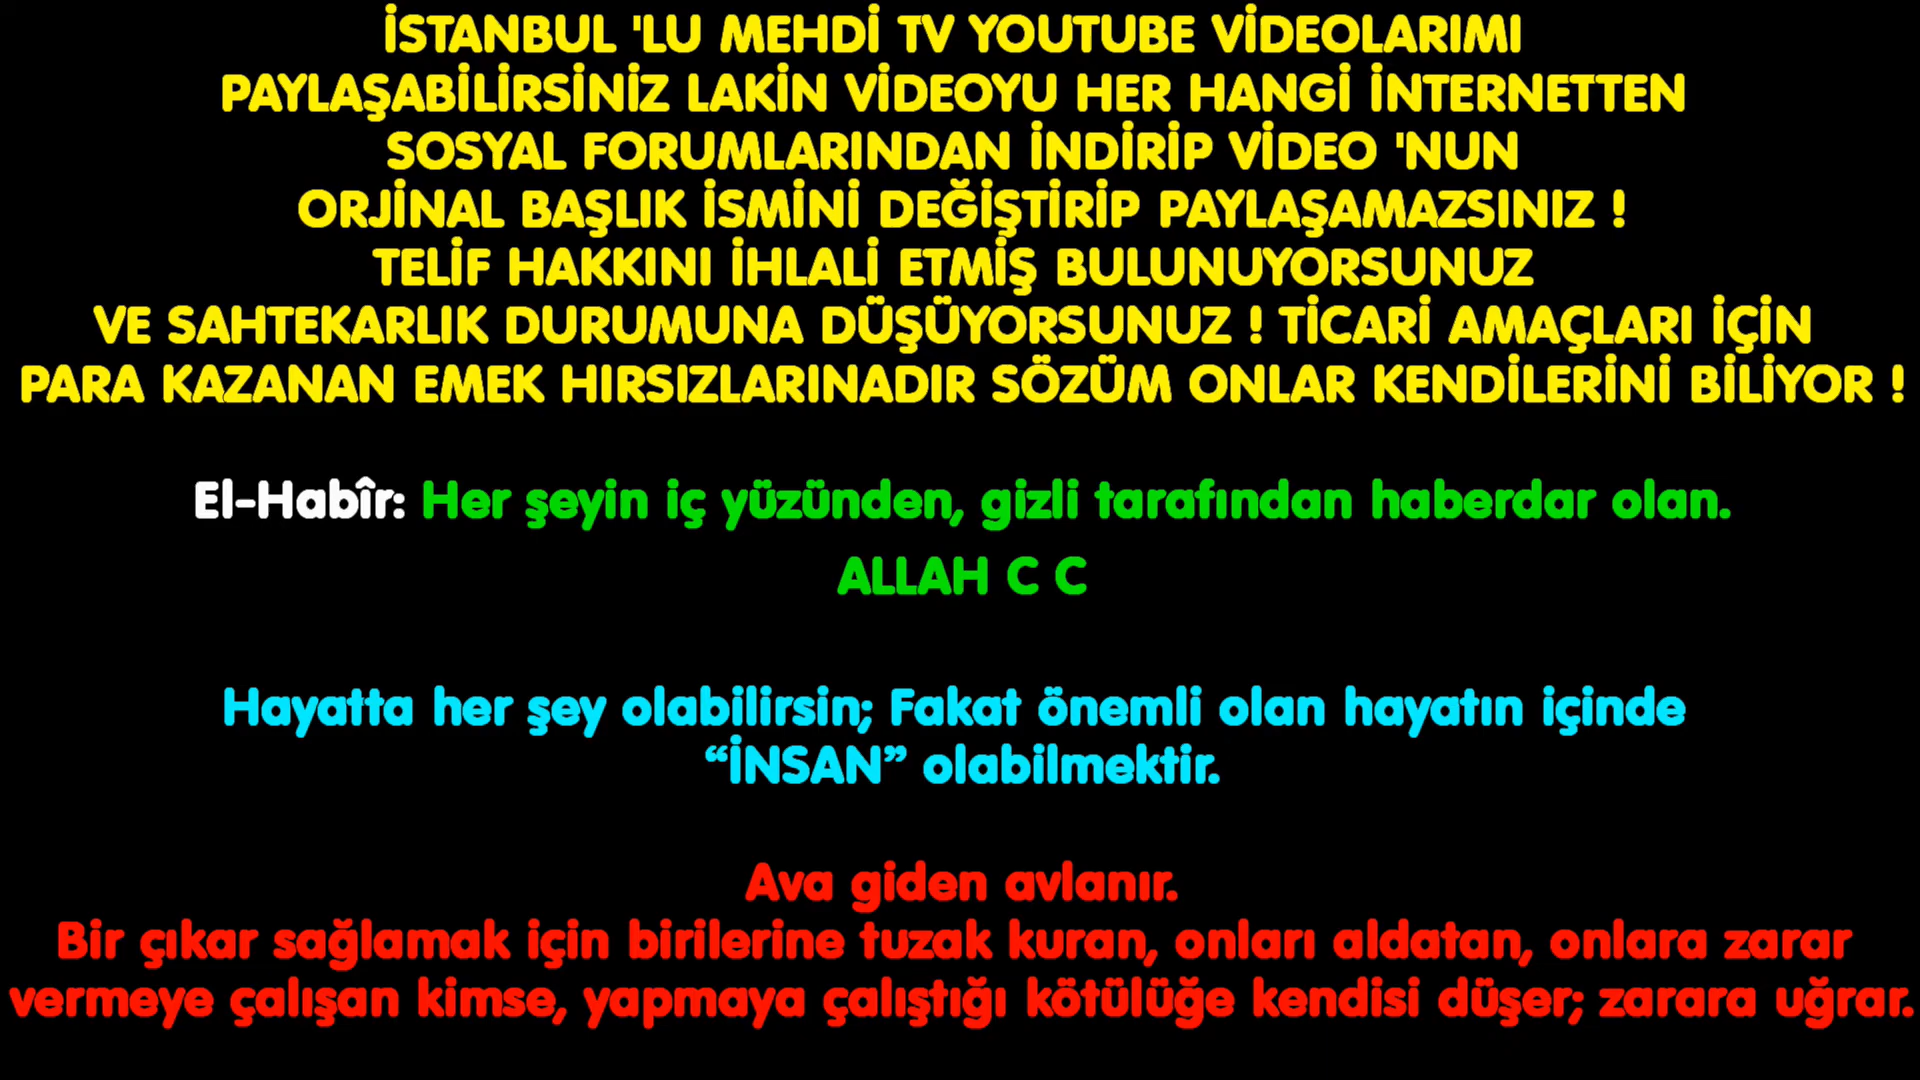 İSTANBUL 'LU MEHDİ TV YOUTUBE VİDEOLARIMI
PAYLAŞABİLİRSİNİZ LAKİN VİDEOYU HER HANGİ İNTERNETTEN
SOSYAL FORUMLARINDAN İNDİRİP VİDEO 'NUN
ORJİNAL BAŞLIK İSMİNİ DEĞİŞTİRİP PAYLAŞAMAZSINIZ !
TELİF HAKKINI İHLALİ ETMİŞ BULUNUYORSUNUZ
VE SAHTEKARLIK DURUMUNA DÜŞÜYORSUNUZ ! TİCARİ AMAÇLARI İÇİN
PARA KAZANAN EMEK HIRSIZLARINADIR SÖZÜM ONLAR KENDİLERİNİ BİLİYOR !
El-Habîr: Her şeyin iç yüzünden, gizli tarafından haberdar olan.
ALLAH C C
Hayatta her şey olabilirsin; Fakat önemli olan hayatın içinde
“İNSAN” olabilmektir.
Ava giden avlanır.
Bir çıkar sağlamak için birilerine tuzak kuran, onları aldatan, onlara zarar
vermeye çalışan kimse, yapmaya çalıştığı kötülüğe kendisi düşer; zarara uğrar.